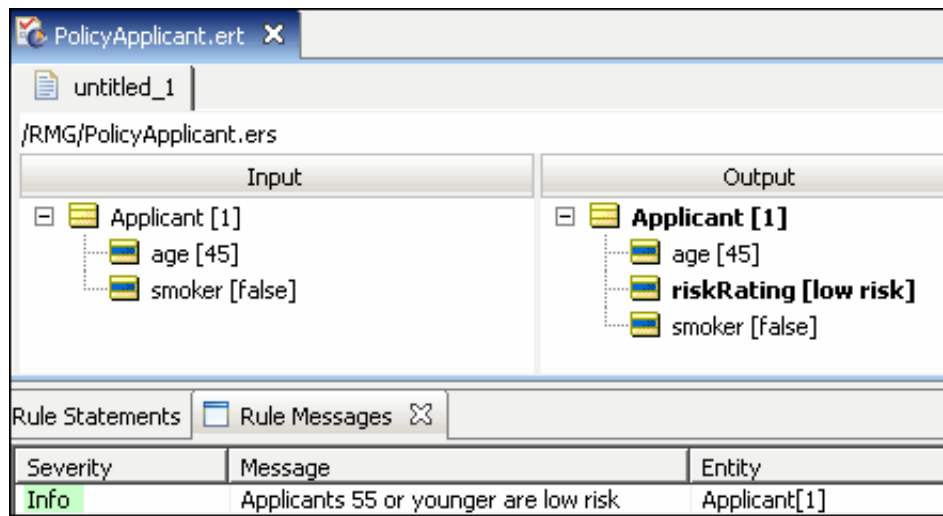 PolicyApplicant.ert
untitled_1
/RMG/PolicyApplicant.ers
Input Output
Applicant [1] Applicant [1]
age [45] age [45]
smoker [false] riskRating [low risk]
smoker [false]
Rule Statements Rule Messages
Severity Message Entity
Info Applicants 55 or younger are low risk Applicant[1]